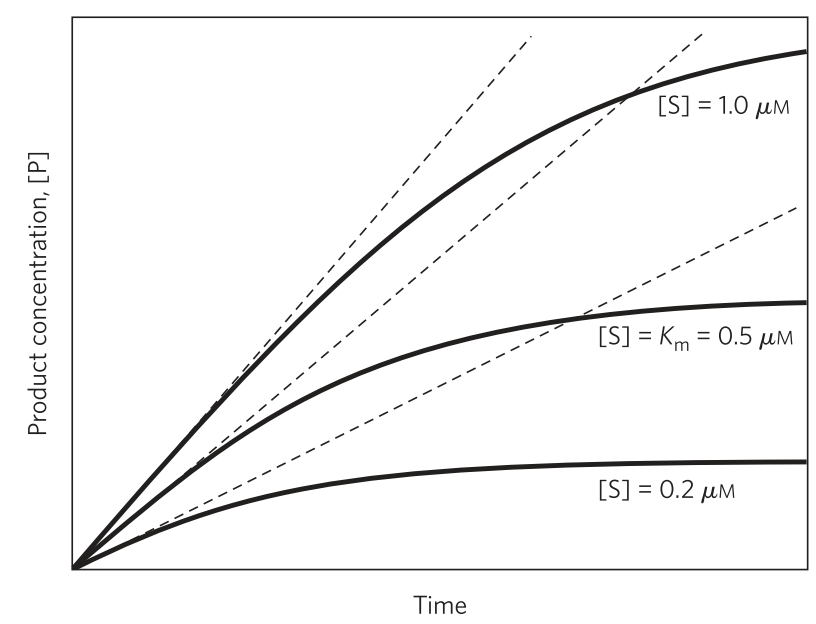 Product concentration, [P]
[S] = 1.0 μM
[S] = Km = 0.5 μM
[S] = 0.2 μM
Time